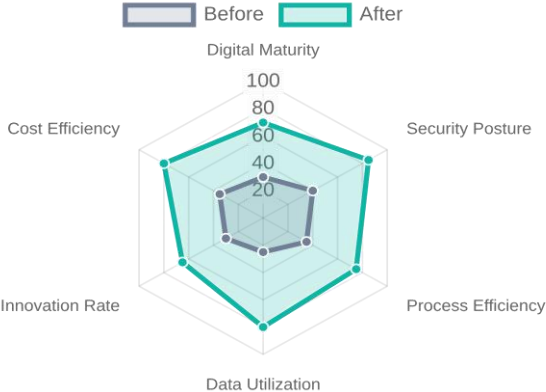 Before After
Digital Maturity
100
80
60
40
20
Cost Efficiency
Security Posture
Innovation Rate
Process Efficiency
Data Utilization